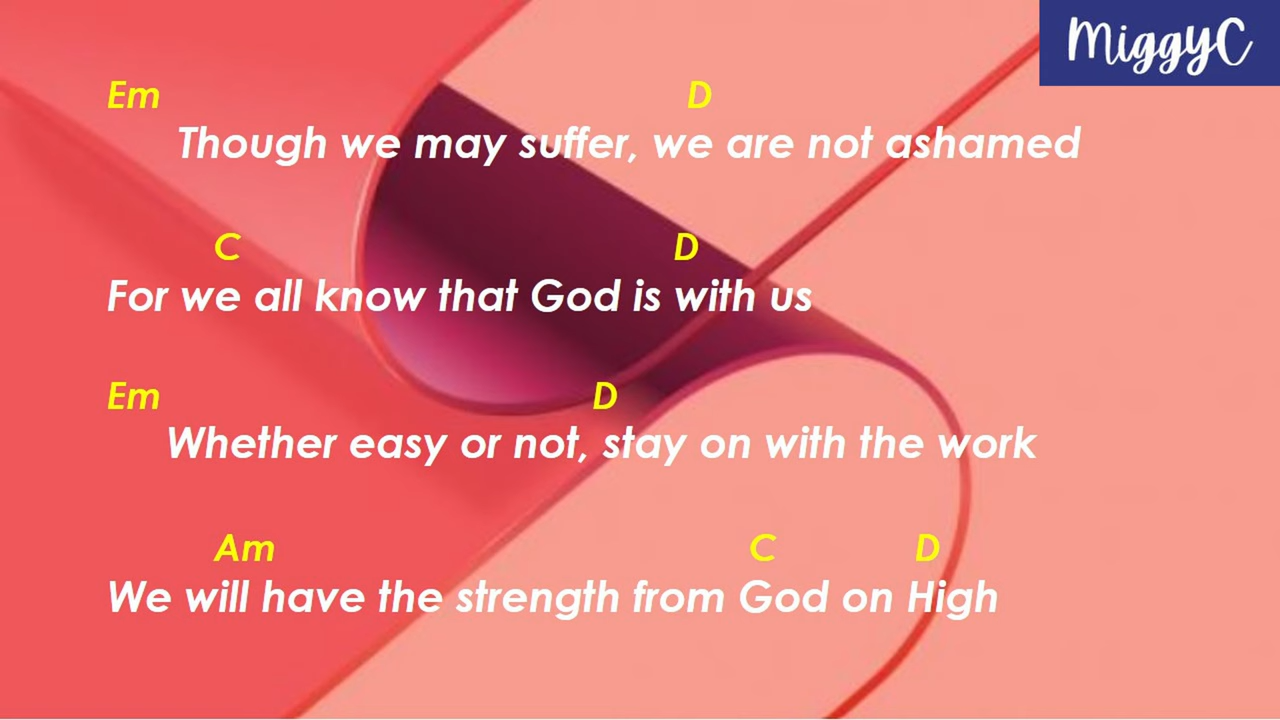 MiggyC
Em D
Though we may suffer, we are not ashamed
C D
For we all know that God is with us
Em D
Whether easy or not, stay on with the work
Am C D
We will have the strength from God on High